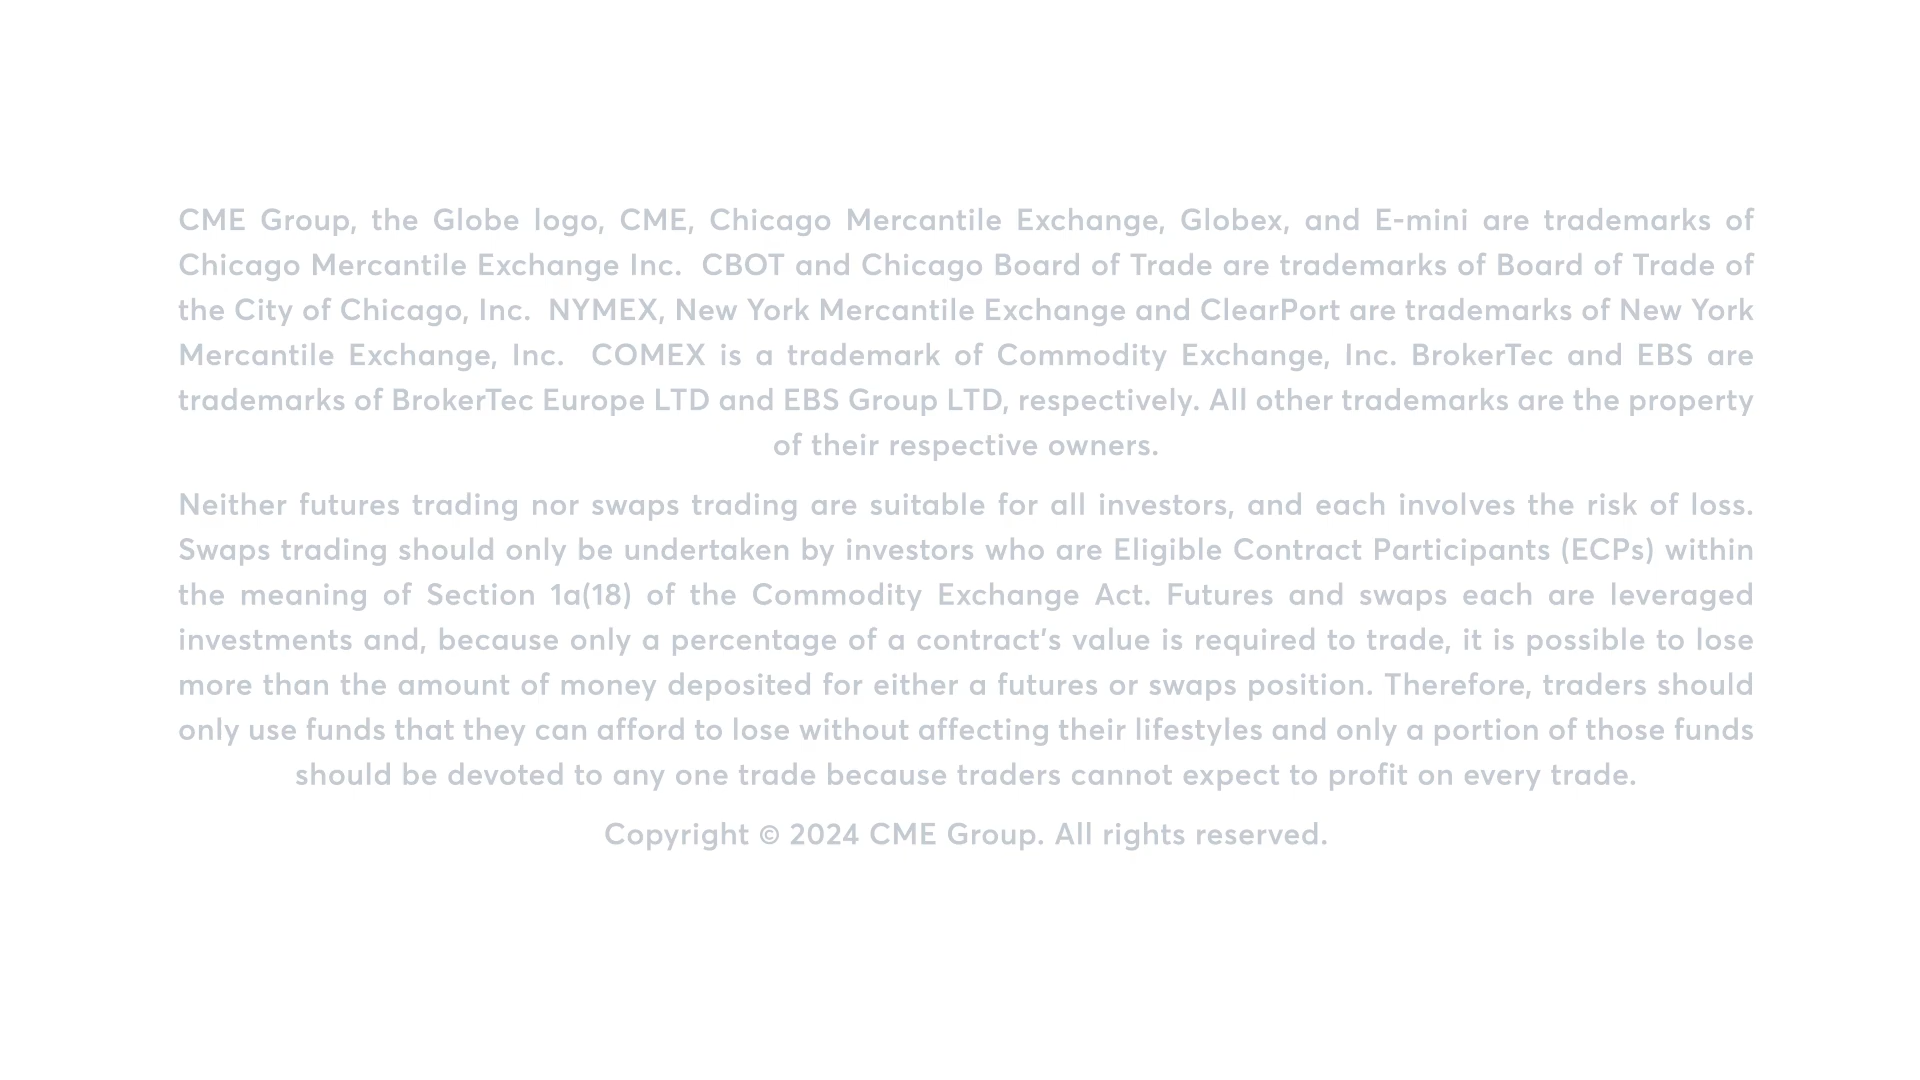 CME Group, the Globe logo, CME, Chicago Mercantile Exchange, Globex, and E-mini are trademarks of
Chicago Mercantile Exchange Inc.  CBOT and Chicago Board of Trade are trademarks of Board of Trade of
the City of Chicago, Inc.  NYMEX, New York Mercantile Exchange and ClearPort are trademarks of New York
Mercantile Exchange, Inc.  COMEX is a trademark of Commodity Exchange, Inc. BrokerTec and EBS are
trademarks of BrokerTec Europe LTD and EBS Group LTD, respectively. All other trademarks are the property
of their respective owners.
Neither futures trading nor swaps trading are suitable for all investors, and each involves the risk of loss.
Swaps trading should only be undertaken by investors who are Eligible Contract Participants (ECPs) within
the meaning of Section 1a(18) of the Commodity Exchange Act. Futures and swaps each are leveraged
investments and, because only a percentage of a contract’s value is required to trade, it is possible to lose
more than the amount of money deposited for either a futures or swaps position. Therefore, traders should
only use funds that they can afford to lose without affecting their lifestyles and only a portion of those funds
should be devoted to any one trade because traders cannot expect to profit on every trade.
Copyright © 2024 CME Group. All rights reserved.